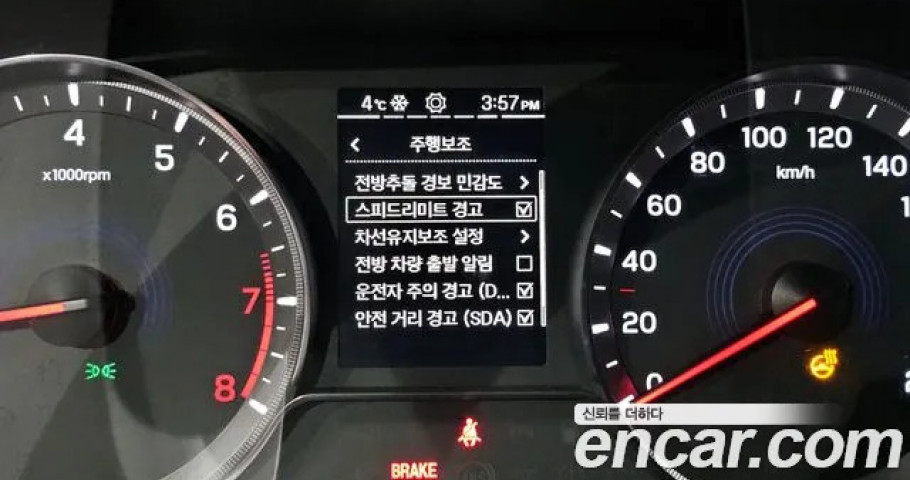 4℃ 3:57PM
주행보조
전방추돌 경보 민감도
스피드리미트 경고
차선유지보조 설정
전방 차량 출발 알림
운전자 주의 경고 (D...
안전 거리 경고 (SDA)
4
5
6
7
8
x1000rpm
0
20
40
60
80
100
120
140
km/h
BRAKE
신뢰를 더하다
encar.com